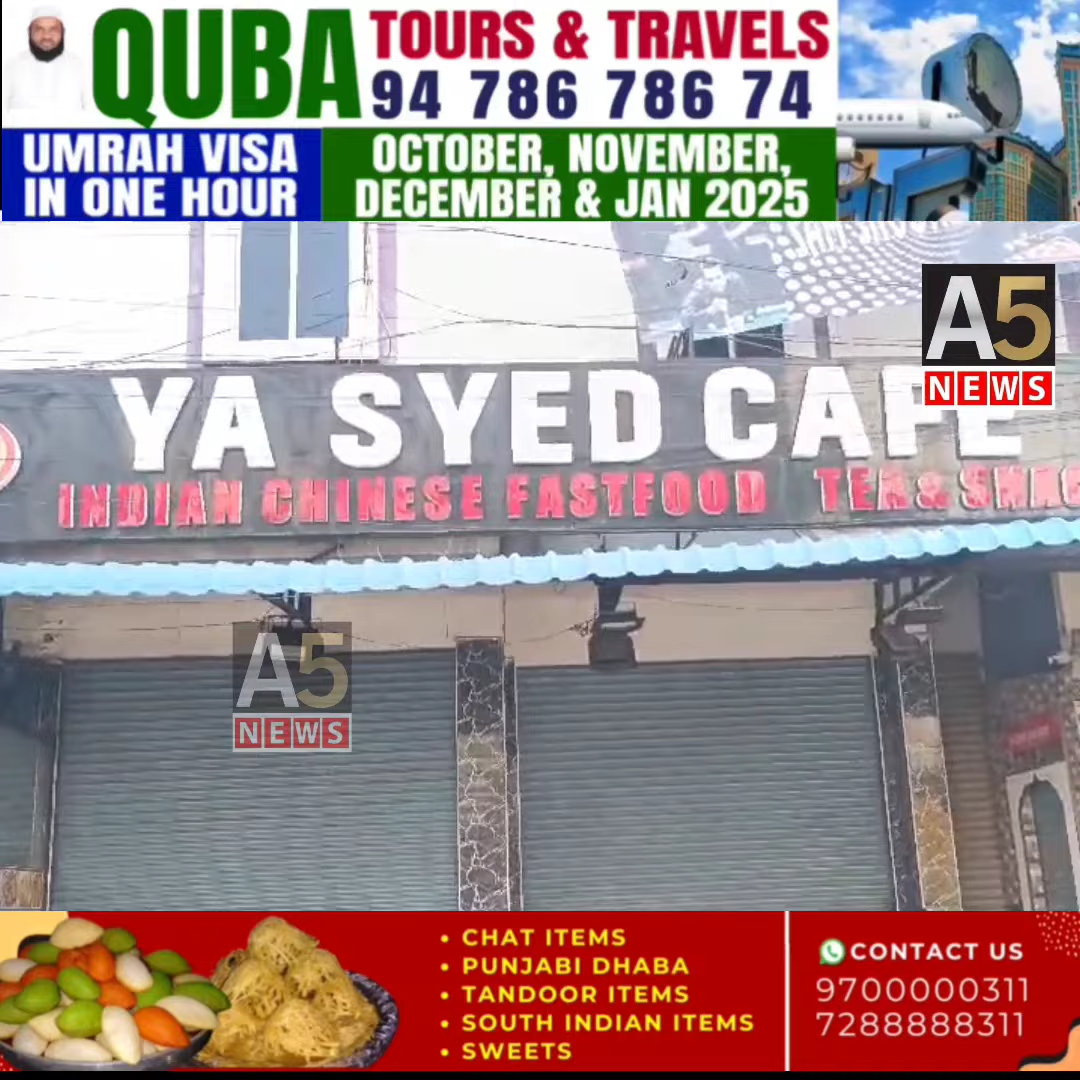 QUBA
TOURS & TRAVELS
94 786 786 74
UMRAH VISA
IN ONE HOUR
OCTOBER, NOVEMBER,
DECEMBER & JAN 2025
A5
NEWS
YA SYED CAFE
INDIAN CHINESE FASTFOOD TEA & SNAC
A5
NEWS
• CHAT ITEMS
• PUNJABI DHABA
• TANDOOR ITEMS
• SOUTH INDIAN ITEMS
• SWEETS
CONTACT US
9700000311
7288888311